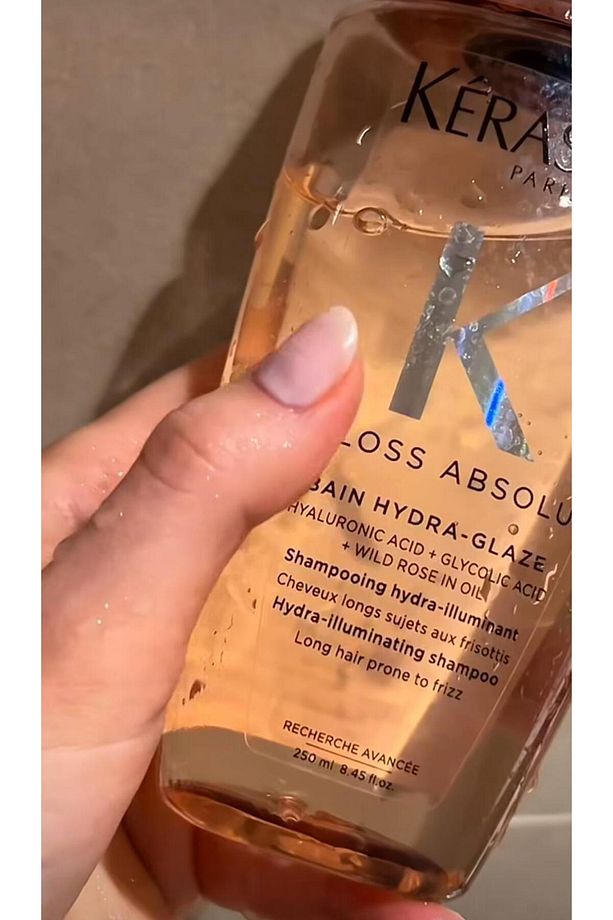 KÉRAS
PARI
K
LOSS ABSOLU
BAIN HYDRA-GLAZE
HYALURONIC ACID + GLYCOLIC ACID
+ WILD ROSE IN OIL
Shampooing hydra-illuminant
Cheveux longs sujets aux frisottis
Hydra-illuminating shampoo
Long hair prone to frizz
RECHERCHE AVANCÉE
250 ml 8.45 fl.oz.